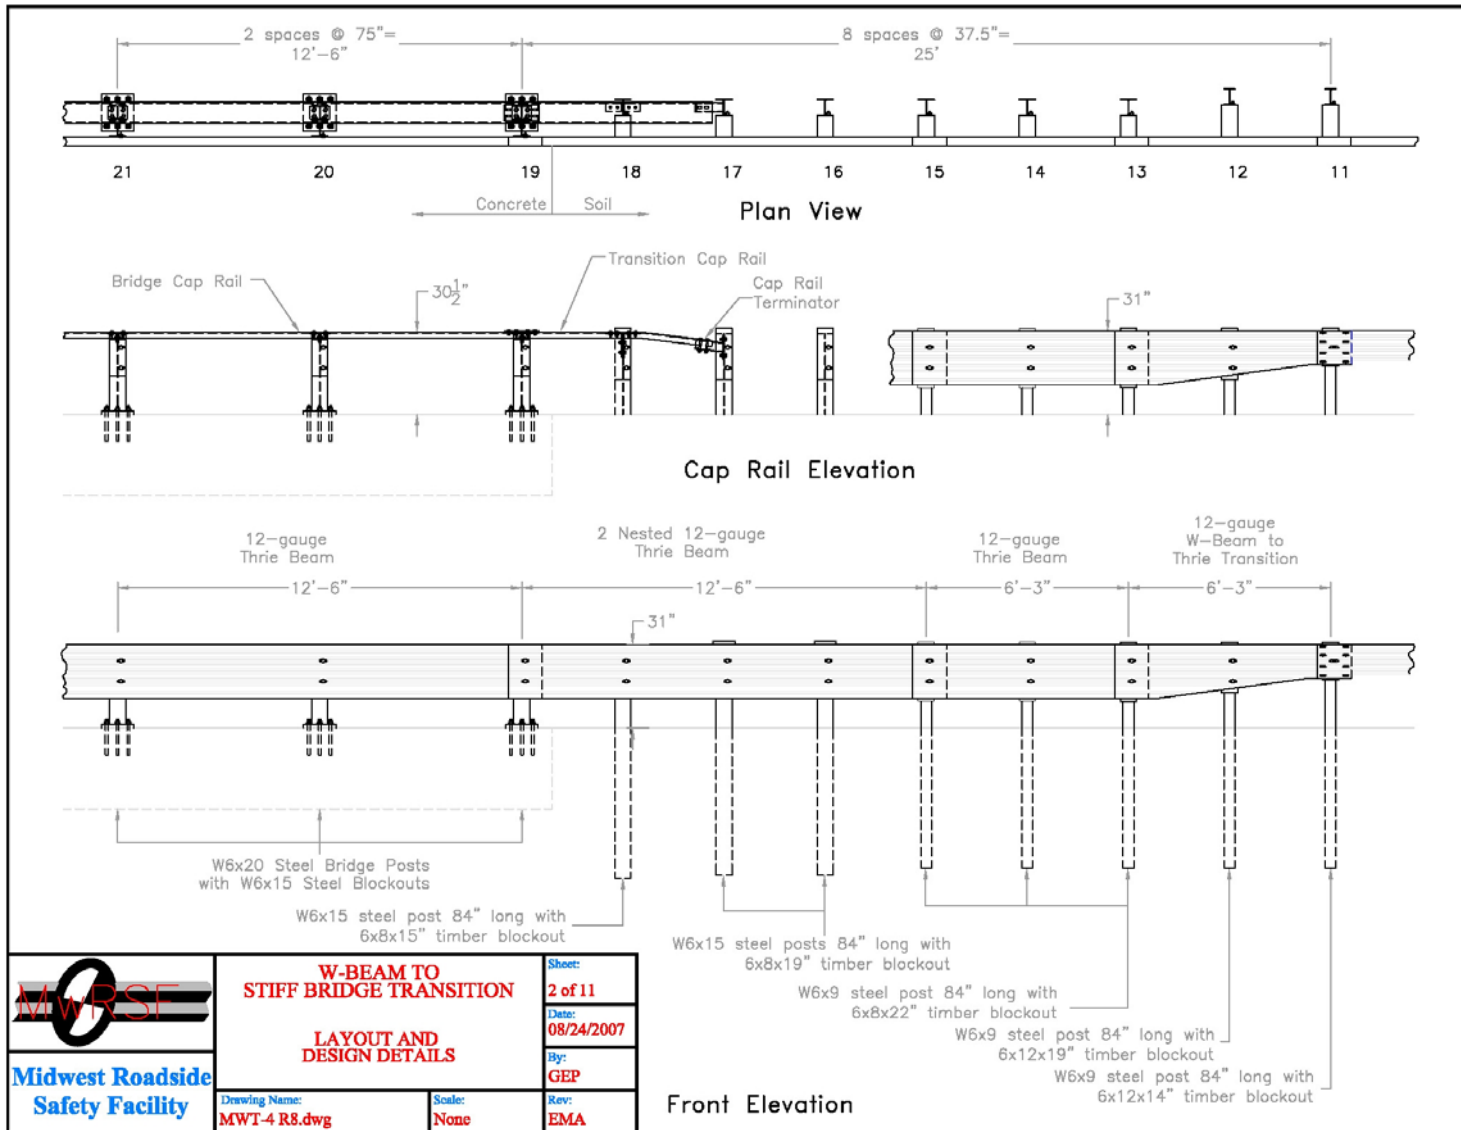 2 spaces @ 75"=
12'-6"
8 spaces @ 37.5"=
25'
21
20
19
18
17
16
15
14
13
12
11
Concrete
Soil
Plan View
Bridge Cap Rail
30 1/2"
Transition Cap Rail
Cap Rail
Terminator
31"
Cap Rail Elevation
12-gauge
Thrie Beam
2 Nested 12-gauge
Thrie Beam
12-gauge
Thrie Beam
12-gauge
W-Beam to
Thrie Transition
12'-6"
12'-6"
6'-3"
6'-3"
31"
W6x20 Steel Bridge Posts
with W6x15 Steel Blockouts
W6x15 steel post 84" long with
6x8x15" timber blockout
W6x15 steel posts 84" long with
6x8x19" timber blockout
W6x9 steel post 84" long with
6x8x22" timber blockout
W6x9 steel post 84" long with
6x12x19" timber blockout
W6x9 steel post 84" long with
6x12x14" timber blockout
Front Elevation
MwRSF
Midwest Roadside
Safety Facility
W-BEAM TO
STIFF BRIDGE TRANSITION
LAYOUT AND
DESIGN DETAILS
Drawing Name:
MWT-4 R8.dwg
Scale:
None
Sheet:
2 of 11
Date:
08/24/2007
By:
GEP
Rev:
EMA